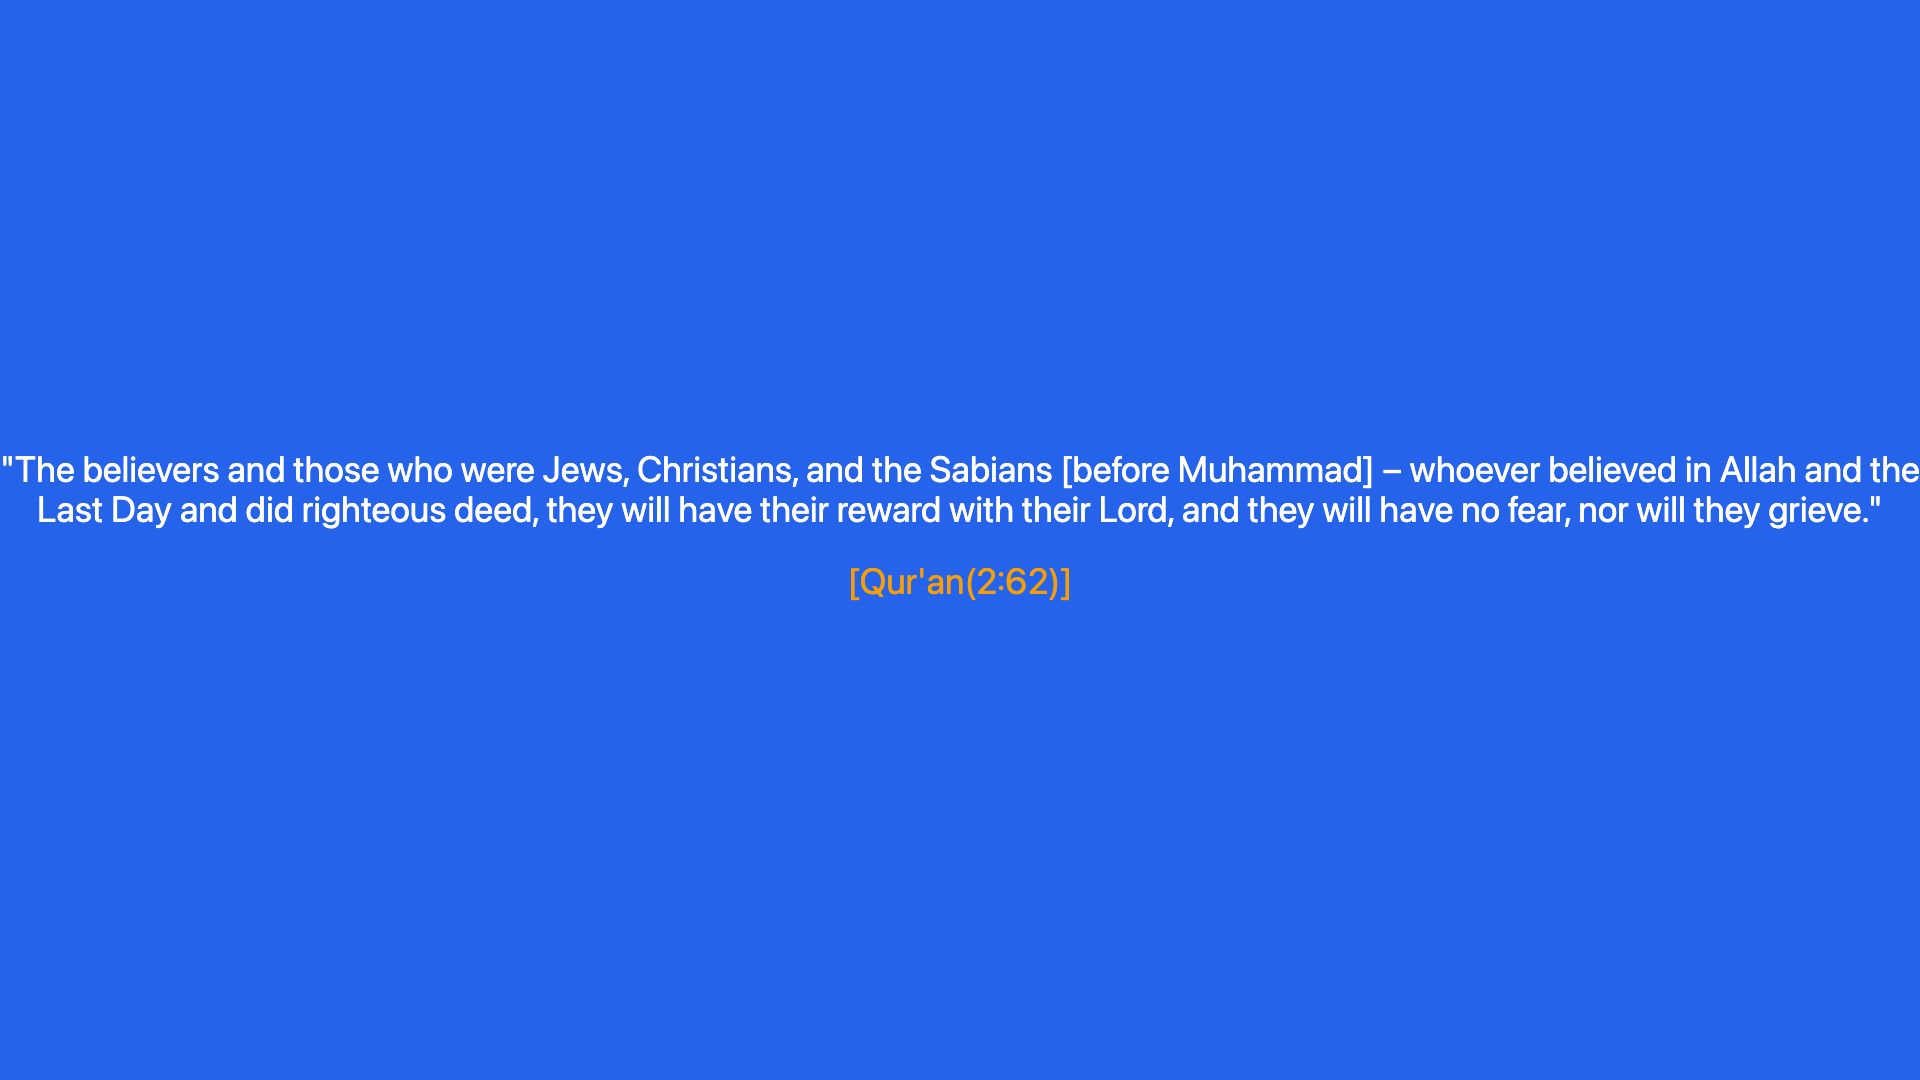 "The believers and those who were Jews, Christians, and the Sabians [before Muhammad] – whoever believed in Allah and the
Last Day and did righteous deed, they will have their reward with their Lord, and they will have no fear, nor will they grieve."
[Qur'an(2:62)]